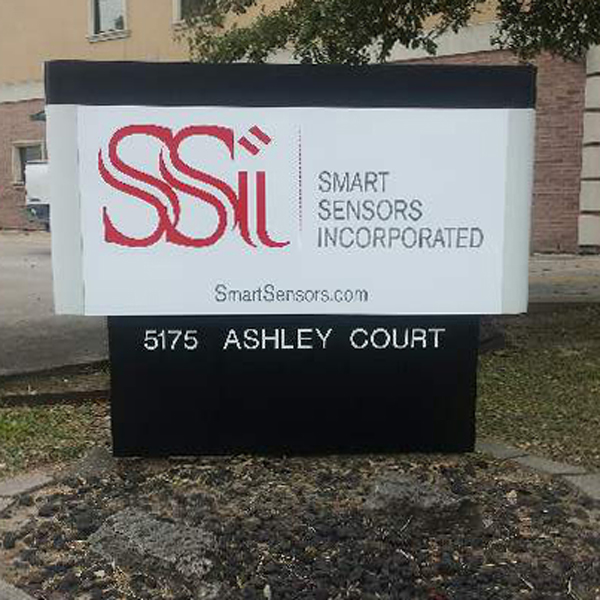 SSi
SMART
SENSORS
INCORPORATED
SmartSensors.com
5175 ASHLEY COURT